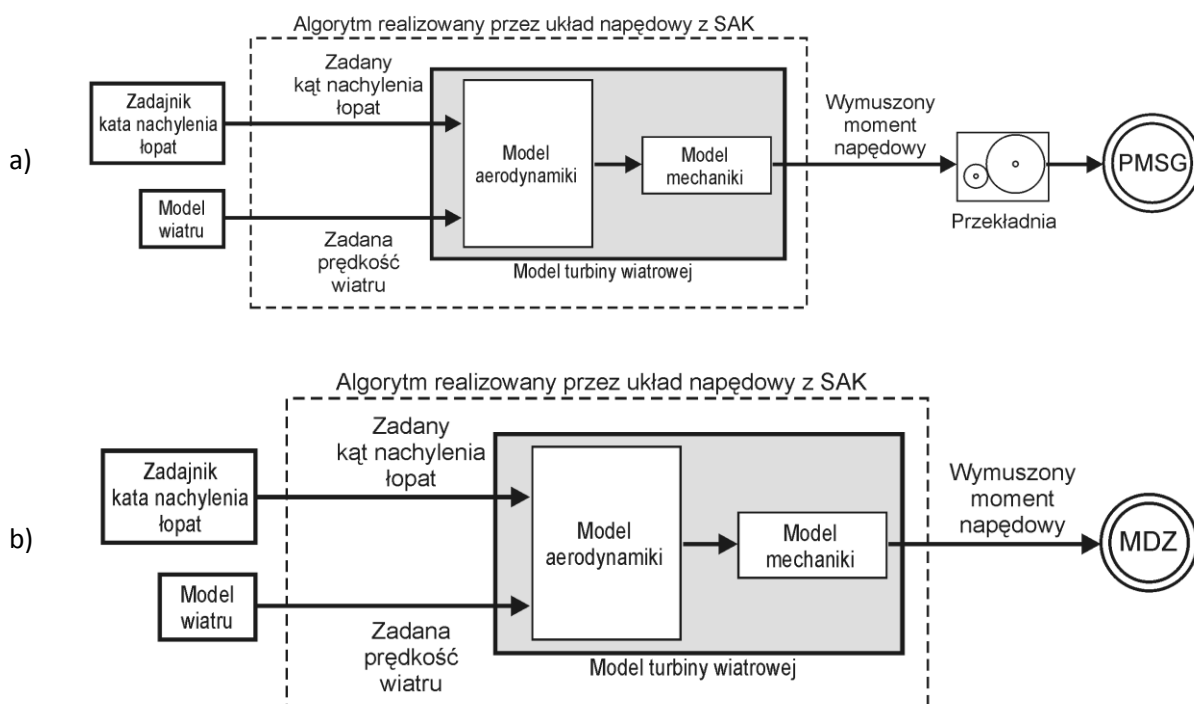 Algorytm realizowany przez układ napędowy z SAK
a)
Zadajnik
kata nachylenia
łopat
Zadany
kąt nachylenia
łopat
Model
wiatru
Zadana
prędkość
wiatru
Model
aerodynamiki
Model
mechaniki
Model turbiny wiatrowej
Wymuszony
moment
napędowy
Przekładnia
PMSG
Algorytm realizowany przez układ napędowy z SAK
b)
Zadajnik
kata nachylenia
łopat
Zadany
kąt nachylenia
łopat
Model
wiatru
Zadana
prędkość
wiatru
Model
aerodynamiki
Model
mechaniki
Model turbiny wiatrowej
Wymuszony
moment
napędowy
MDZ